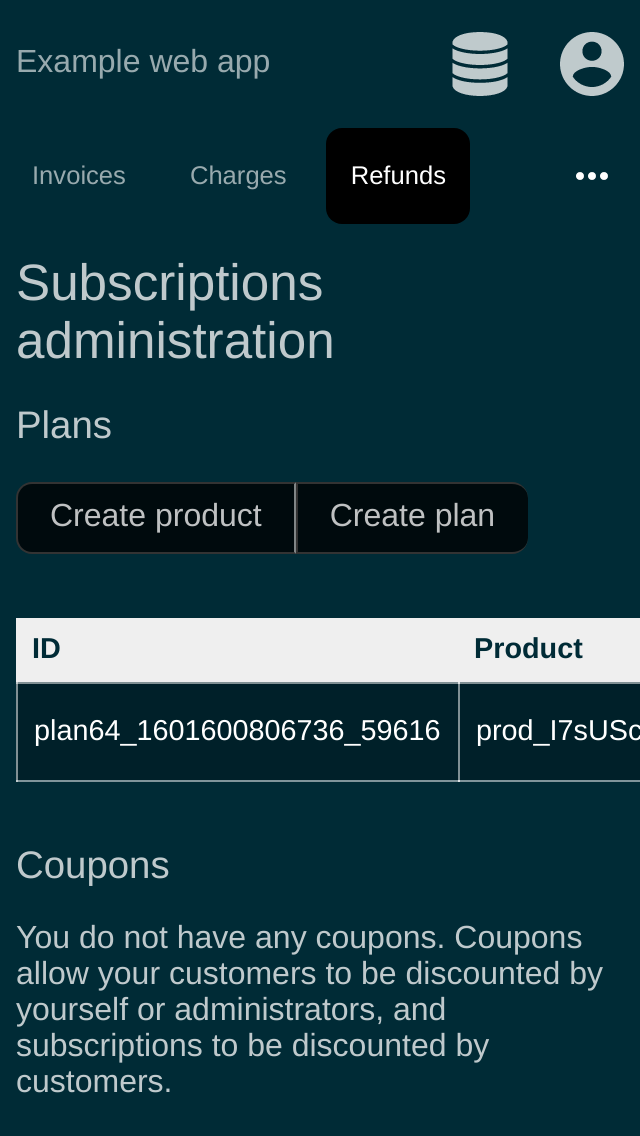 Example web app
Invoices Charges Refunds
Subscriptions
administration
Plans
Create product Create plan
ID Product
plan64_1601600806736_59616 prod_I7sUSc
Coupons
You do not have any coupons. Coupons
allow your customers to be discounted by
yourself or administrators, and
subscriptions to be discounted by
customers.